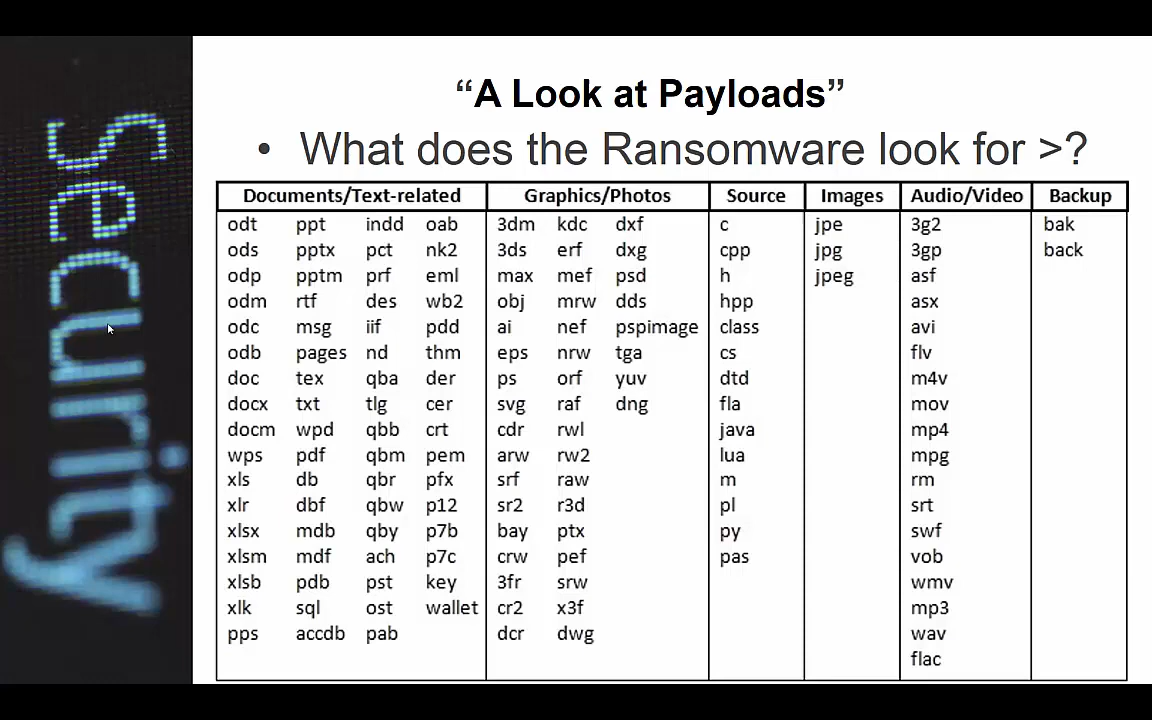 Security
“A Look at Payloads”
• What does the Ransomware look for >?
Documents/Text-related Graphics/Photos Source Images Audio/Video Backup
odt ppt indd oab 3dm kdc dxf c jpe 3g2 bak
ods pptx pct nk2 3ds erf dxg cpp jpg 3gp back
odp pptm prf eml max mef psd h jpeg asf
odm rtf des wb2 obj mrw dds hpp asx
odc msg iif pdd ai nef pspimage class avi
odb pages nd thm eps nrw tga cs flv
doc tex qba der ps orf yuv dtd m4v
docx txt tlg cer svg raf dng fla mov
docm wpd qbb crt cdr rwl java mp4
wps pdf qbm pem arw rw2 lua mpg
xls db qbr pfx srf raw m rm
xlr dbf qbw p12 sr2 r3d pl srt
xlsx mdb qby p7b bay ptx py swf
xlsm mdf ach p7c crw pef pas vob
xlsb pdb pst key 3fr srw wmv
xlk sql ost wallet cr2 x3f mp3
pps accdb pab dcr dwg wav
flac